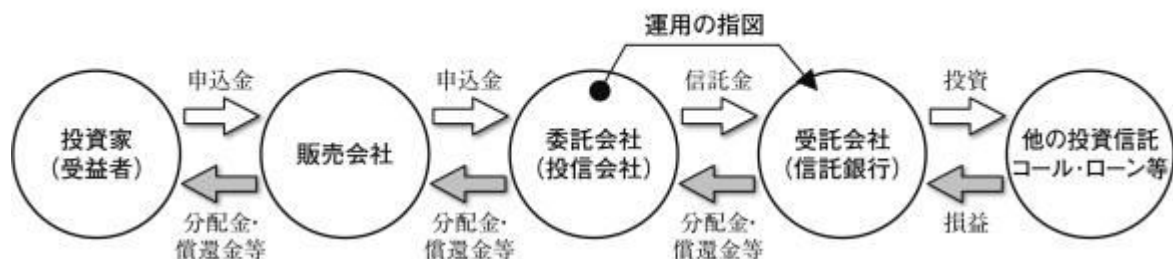 運用の指図
申込金
申込金
信託金
投資
投資家
(受益者)
販売会社
委託会社
(投信会社)
受託会社
(信託銀行)
他の投資信託
コール・ローン等
分配金・
償還金等
分配金・
償還金等
分配金・
償還金等
損益